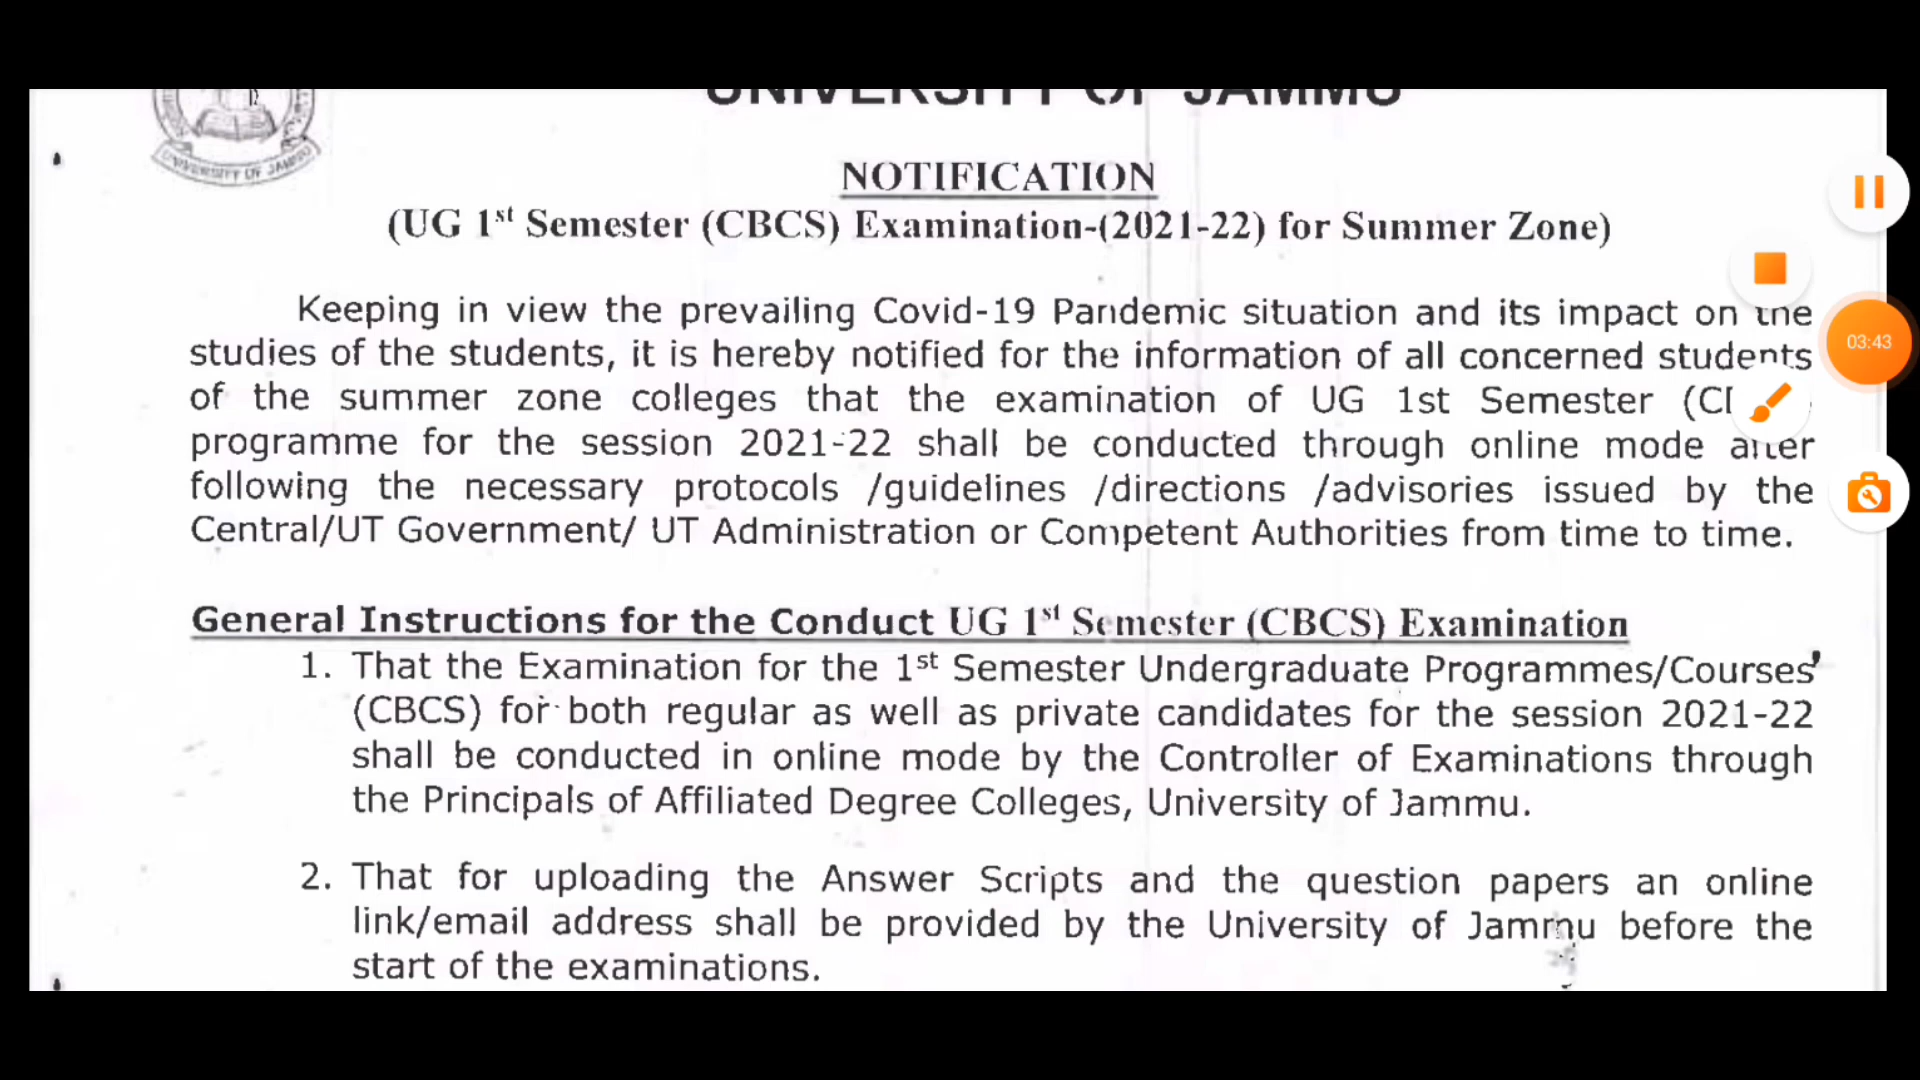 UNIVERSITY OF JAMMU
UNIVERSITY OF JAMMU
NOTIFICATION
(UG 1st Semester (CBCS) Examination-(2021-22) for Summer Zone)
Keeping in view the prevailing Covid-19 Pandemic situation and its impact on the
studies of the students, it is hereby notified for the information of all concerned students
of the summer zone colleges that the examination of UG 1st Semester
programme for the session 2021-22 shall be conducted through online mode after
following the necessary protocols /guidelines /directions /advisories issued by the
Central/UT Government/ UT Administration or Competent Authorities from time to time.
General Instructions for the Conduct UG 1st Semester (CBCS) Examination
1. That the Examination for the 1st Semester Undergraduate Programmes/Courses
(CBCS) for both regular as well as private candidates for the session 2021-22
shall be conducted in online mode by the Controller of Examinations through
the Principals of Affiliated Degree Colleges, University of Jammu.
2. That for uploading the Answer Scripts and the question papers an online
link/email address shall be provided by the University of Jammu before the
start of the examinations.
03:43